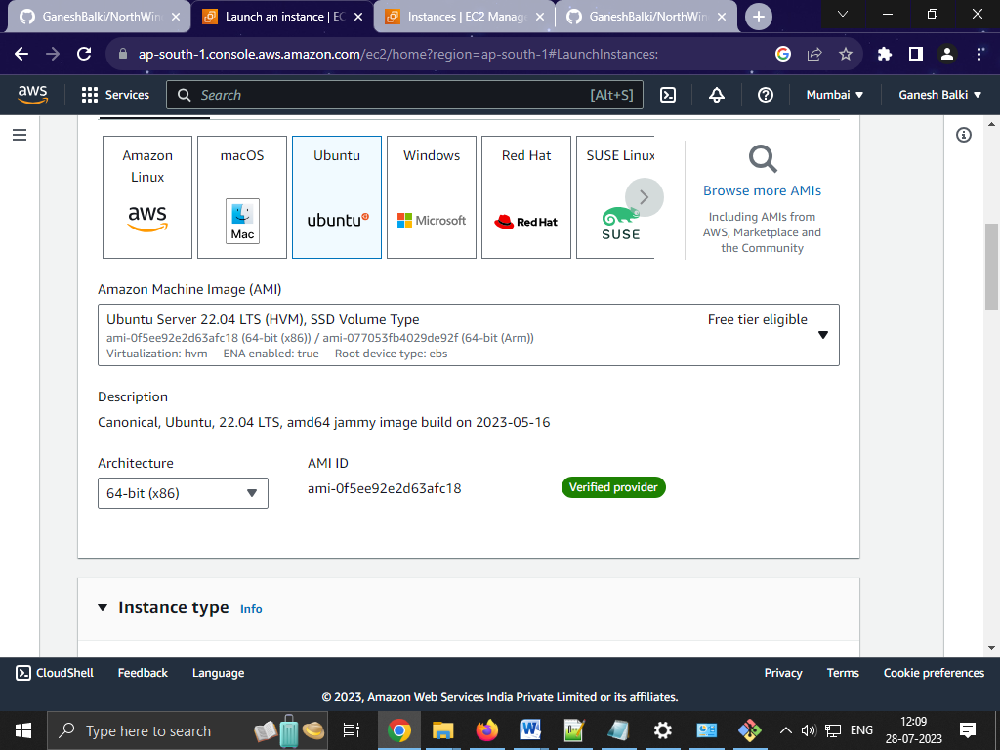 GaneshBalki/NorthWin
Launch an instance | EC
Instances | EC2 Manage
GaneshBalki/NorthWin
ap-south-1.console.aws.amazon.com/ec2/home?region=ap-south-1#LaunchInstances:
aws
Services
Search
[Alt+S]
Mumbai
Ganesh Balki
Amazon
Linux
aws
macOS
Mac
Ubuntu
ubuntu
Windows
Microsoft
Red Hat
Red Hat
SUSE Linux
SUSE
Browse more AMIs
Including AMIs from
AWS, Marketplace and
the Community
Amazon Machine Image (AMI)
Ubuntu Server 22.04 LTS (HVM), SSD Volume Type
Free tier eligible
ami-0f5ee92e2d63afc18 (64-bit (x86)) / ami-077053fb4029de92f (64-bit (Arm))
Virtualization: hvm ENA enabled: true Root device type: ebs
Description
Canonical, Ubuntu, 22.04 LTS, amd64 jammy image build on 2023-05-16
Architecture
AMI ID
64-bit (x86)
ami-0f5ee92e2d63afc18
Verified provider
Instance type Info
CloudShell Feedback Language
Privacy Terms Cookie preferences
© 2023, Amazon Web Services India Private Limited or its affiliates.
Type here to search
ENG
12:09
28-07-2023